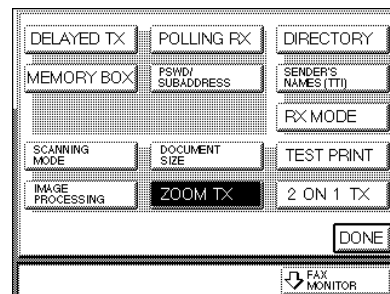 DELAYED TX
POLLING RX
DIRECTORY
MEMORY BOX
PSWD/
SUBADDRESS
SENDER'S
NAMES (TTI)
RX MODE
SCANNING
MODE
DOCUMENT
SIZE
TEST PRINT
IMAGE
PROCESSING
ZOOM TX
2 ON 1 TX
DONE
FAX
MONITOR